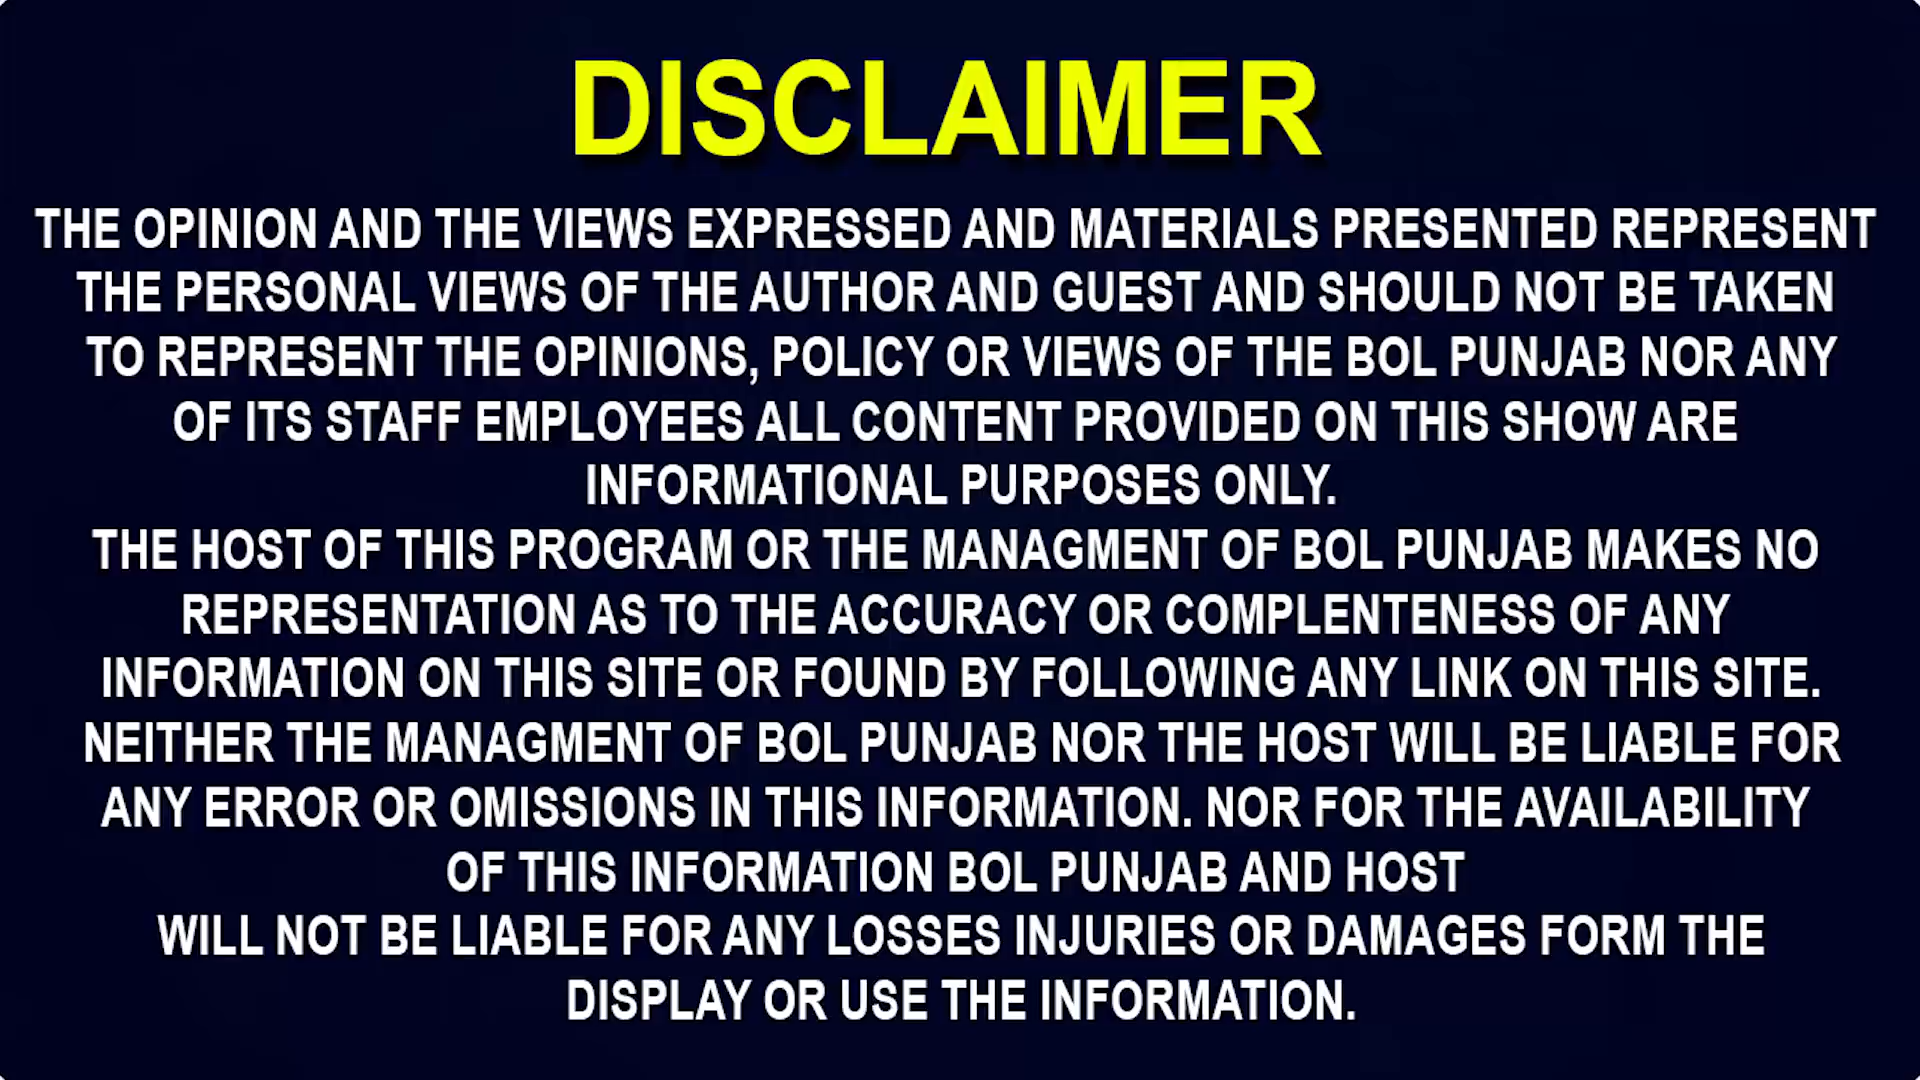 DISCLAIMER
THE OPINION AND THE VIEWS EXPRESSED AND MATERIALS PRESENTED REPRESENT
THE PERSONAL VIEWS OF THE AUTHOR AND GUEST AND SHOULD NOT BE TAKEN
TO REPRESENT THE OPINIONS, POLICY OR VIEWS OF THE BOL PUNJAB NOR ANY
OF ITS STAFF EMPLOYEES ALL CONTENT PROVIDED ON THIS SHOW ARE
INFORMATIONAL PURPOSES ONLY.
THE HOST OF THIS PROGRAM OR THE MANAGMENT OF BOL PUNJAB MAKES NO
REPRESENTATION AS TO THE ACCURACY OR COMPLENTENESS OF ANY
INFORMATION ON THIS SITE OR FOUND BY FOLLOWING ANY LINK ON THIS SITE.
NEITHER THE MANAGMENT OF BOL PUNJAB NOR THE HOST WILL BE LIABLE FOR
ANY ERROR OR OMISSIONS IN THIS INFORMATION. NOR FOR THE AVAILABILITY
OF THIS INFORMATION BOL PUNJAB AND HOST
WILL NOT BE LIABLE FOR ANY LOSSES INJURIES OR DAMAGES FORM THE
DISPLAY OR USE THE INFORMATION.